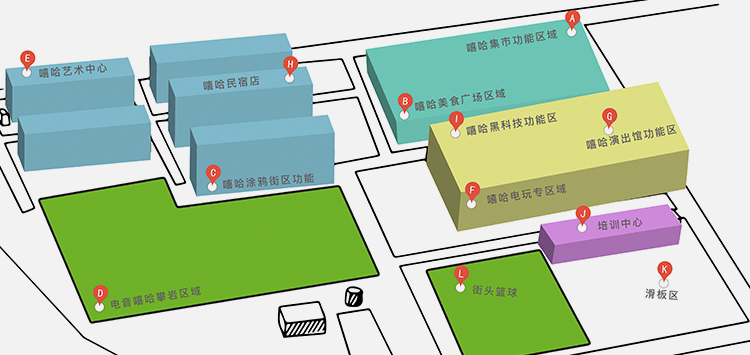 A
嘻哈集市功能区域
E
嘻哈艺术中心
H
嘻哈民宿店
B
嘻哈美食广场区域
I
嘻哈黑科技功能区
G
嘻哈演出馆功能区
C
嘻哈涂鸦街区功能
F
嘻哈电玩专区域
J
培训中心
D
电音嘻哈攀岩区域
L
街头篮球
K
滑板区